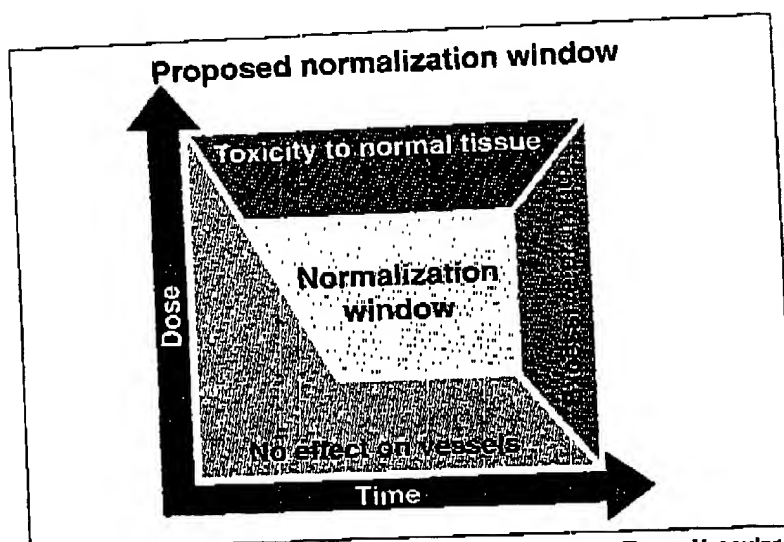 Proposed normalization window
Toxicity to normal tissue
Normalization
window
Dose
No effect on vessels
Time